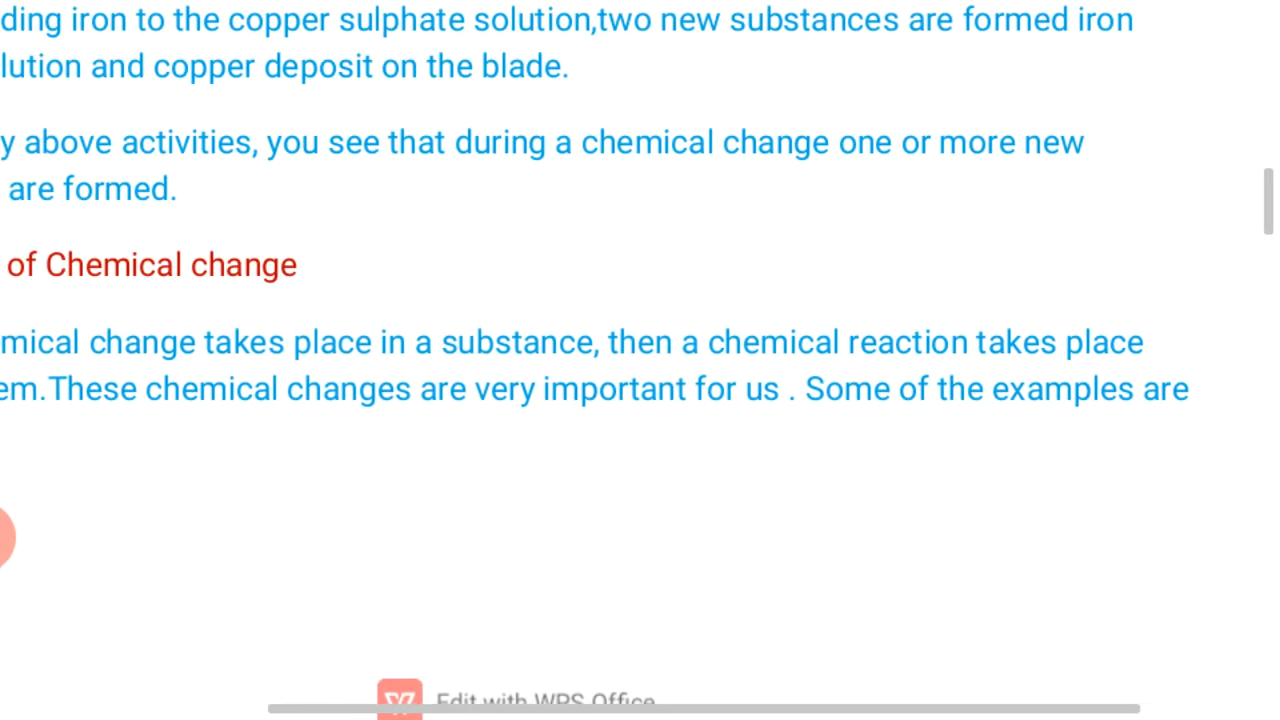 ding iron to the copper sulphate solution,two new substances are formed iron
lution and copper deposit on the blade.
y above activities, you see that during a chemical change one or more new
are formed.
of Chemical change
mical change takes place in a substance, then a chemical reaction takes place
em.These chemical changes are very important for us . Some of the examples are
Edit with WPS Office